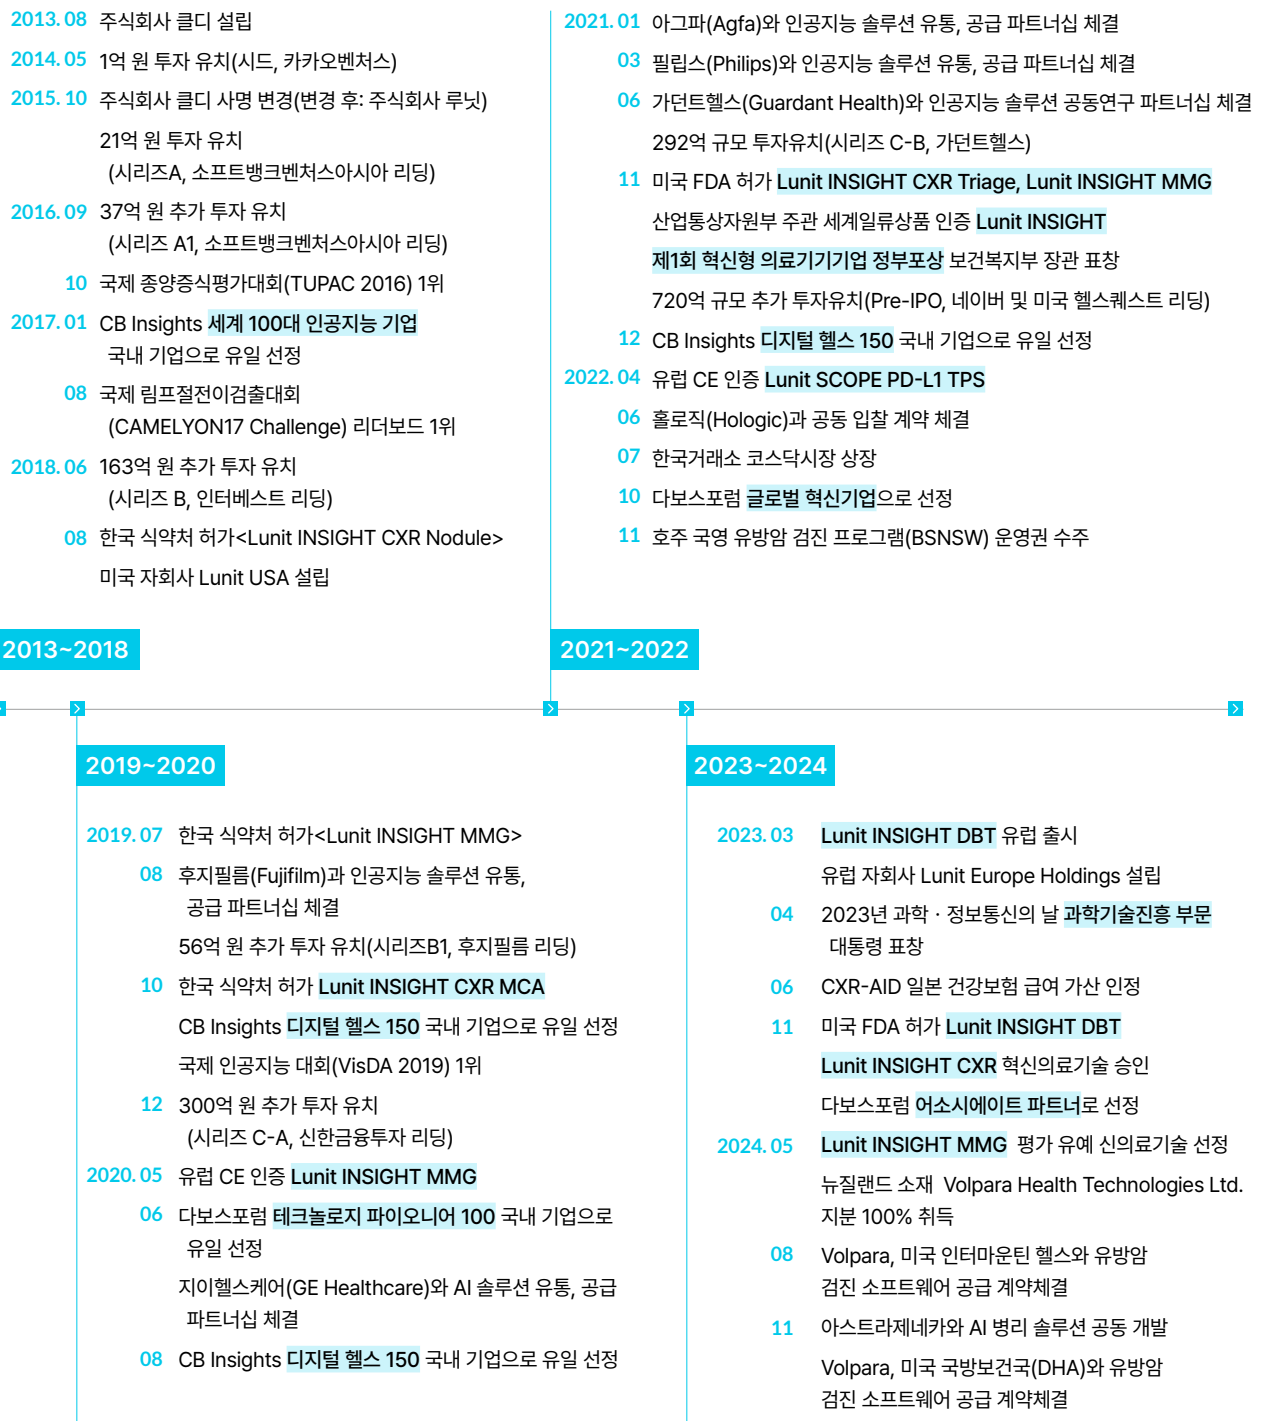 2013. 08 주식회사 클디 설립
2014. 05 1억 원 투자 유치(시드, 카카오벤처스)
2015. 10 주식회사 클디 사명 변경(변경 후: 주식회사 루닛)
21억 원 투자 유치
(시리즈A, 소프트뱅크벤처스아시아 리딩)
2016. 09 37억 원 추가 투자 유치
(시리즈 A1, 소프트뱅크벤처스아시아 리딩)
10 국제 종양증식평가대회(TUPAC 2016) 1위
2017. 01 CB Insights 세계 100대 인공지능 기업
국내 기업으로 유일 선정
08 국제 림프절전이검출대회
(CAMELYON17 Challenge) 리더보드 1위
2018. 06 163억 원 추가 투자 유치
(시리즈 B, 인터베스트 리딩)
08 한국 식약처 허가<Lunit INSIGHT CXR Nodule>
미국 자회사 Lunit USA 설립
2013~2018
2019~2020
2019. 07 한국 식약처 허가<Lunit INSIGHT MMG>
08 후지필름(Fujifilm)과 인공지능 솔루션 유통,
공급 파트너십 체결
56억 원 추가 투자 유치(시리즈B1, 후지필름 리딩)
10 한국 식약처 허가 Lunit INSIGHT CXR MCA
CB Insights 디지털 헬스 150 국내 기업으로 유일 선정
국제 인공지능 대회(VisDA 2019) 1위
12 300억 원 추가 투자 유치
(시리즈 C-A, 신한금융투자 리딩)
2020. 05 유럽 CE 인증 Lunit INSIGHT MMG
06 다보스포럼 테크놀로지 파이오니어 100 국내 기업으로
유일 선정
지이헬스케어(GE Healthcare)와 AI 솔루션 유통, 공급
파트너십 체결
08 CB Insights 디지털 헬스 150 국내 기업으로 유일 선정
2021. 01 아그파(Agfa)와 인공지능 솔루션 유통, 공급 파트너십 체결
03 필립스(Philips)와 인공지능 솔루션 유통, 공급 파트너십 체결
06 가던트헬스(Guardant Health)와 인공지능 솔루션 공동연구 파트너십 체결
292억 규모 투자유치(시리즈 C-B, 가던트헬스)
11 미국 FDA 허가 Lunit INSIGHT CXR Triage, Lunit INSIGHT MMG
산업통상자원부 주관 세계일류상품 인증 Lunit INSIGHT
제1회 혁신형 의료기기기업 정부포상 보건복지부 장관 표창
720억 규모 추가 투자유치(Pre-IPO, 네이버 및 미국 헬스퀘스트 리딩)
12 CB Insights 디지털 헬스 150 국내 기업으로 유일 선정
2022. 04 유럽 CE 인증 Lunit SCOPE PD-L1 TPS
06 홀로직(Hologic)과 공동 입찰 계약 체결
07 한국거래소 코스닥시장 상장
10 다보스포럼 글로벌 혁신기업으로 선정
11 호주 국영 유방암 검진 프로그램(BSNSW) 운영권 수주
2021~2022
2023~2024
2023. 03 Lunit INSIGHT DBT 유럽 출시
유럽 자회사 Lunit Europe Holdings 설립
04 2023년 과학 · 정보통신의 날 과학기술진흥 부문
대통령 표창
06 CXR-AID 일본 건강보험 급여 가산 인정
11 미국 FDA 허가 Lunit INSIGHT DBT
Lunit INSIGHT CXR 혁신의료기술 승인
다보스포럼 어소시에이트 파트너로 선정
2024. 05 Lunit INSIGHT MMG 평가 유예 신의료기술 선정
뉴질랜드 소재 Volpara Health Technologies Ltd.
지분 100% 취득
08 Volpara, 미국 인터마운틴 헬스와 유방암
검진 소프트웨어 공급 계약체결
11 아스트라제네카와 AI 병리 솔루션 공동 개발
Volpara, 미국 국방보건국(DHA)와 유방암
검진 소프트웨어 공급 계약체결